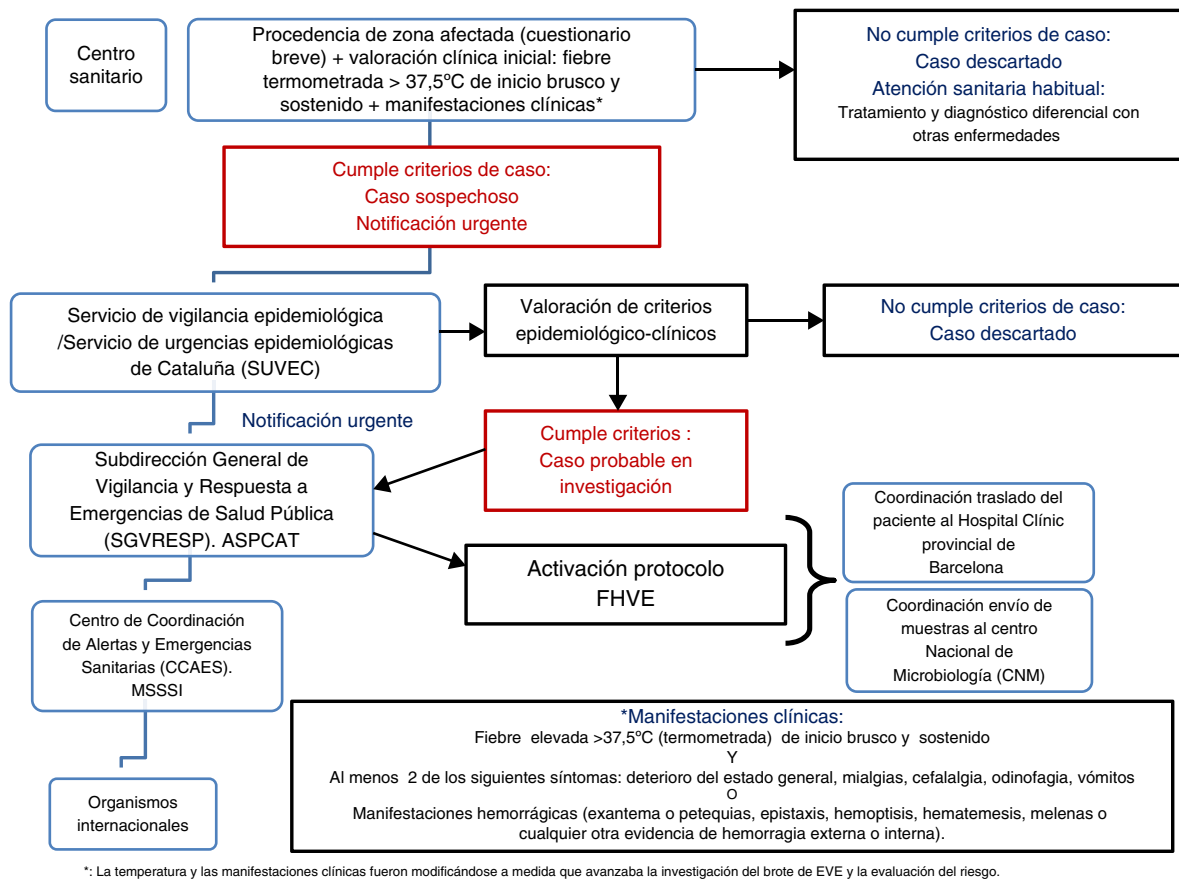 Centro
sanitario
Procedencia de zona afectada (cuestionario
breve) + valoración clínica inicial: fiebre
termometrada > 37,5ºC de inicio brusco y
sostenido + manifestaciones clínicas*
No cumple criterios de caso:
Caso descartado
Atención sanitaria habitual:
Tratamiento y diagnóstico diferencial con
otras enfermedades
Cumple criterios de caso:
Caso sospechoso
Notificación urgente
Servicio de vigilancia epidemiológica
/Servicio de urgencias epidemiológicas
de Cataluña (SUVEC)
Valoración de criterios
epidemiológico-clínicos
No cumple criterios de caso:
Caso descartado
Notificación urgente
Cumple criterios :
Caso probable en
investigación
Subdirección General de
Vigilancia y Respuesta a
Emergencias de Salud Pública
(SGVRESP). ASPCAT
Activación protocolo
FHVE
Coordinación traslado del
paciente al Hospital Clínic
provincial de
Barcelona
Coordinación envío de
muestras al centro
Nacional de
Microbiología (CNM)
Centro de Coordinación
de Alertas y Emergencias
Sanitarias (CCAES).
MSSSI
Organismos
internacionales
*Manifestaciones clínicas:
Fiebre elevada >37,5ºC (termometrada) de inicio brusco y sostenido
Y
Al menos 2 de los siguientes síntomas: deterioro del estado general, mialgias, cefalalgia, odinofagia, vómitos
O
Manifestaciones hemorrágicas (exantema o petequias, epistaxis, hemoptisis, hematemesis, melenas o
cualquier otra evidencia de hemorragia externa o interna).
*: La temperatura y las manifestaciones clínicas fueron modificándose a medida que avanzaba la investigación del brote de EVE y la evaluación del riesgo.